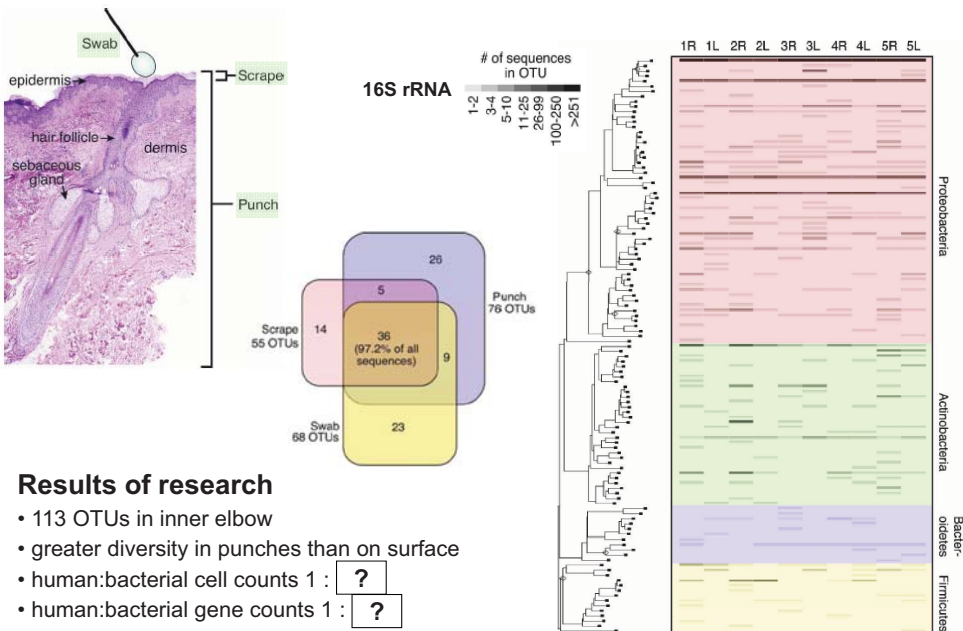 Swab
epidermis
Scrape
hair follicle
dermis
sebaceous
gland
Punch
16S rRNA
# of sequences
in OTU
1-2
3-4
5-10
11-25
26-99
100-250
>251
26
5
Punch
76 OTUs
14
Scrape
55 OTUs
36
(97.2% of all
sequences)
9
Swab
68 OTUs
23
1R 1L 2R 2L 3R 3L 4R 4L 5R 5L
Proteobacteria
Actinobacteria
Bacter-
oidetes
Firmicutes
Results of research
• 113 OTUs in inner elbow
• greater diversity in punches than on surface
• human:bacterial cell counts 1 : ?
• human:bacterial gene counts 1 : ?